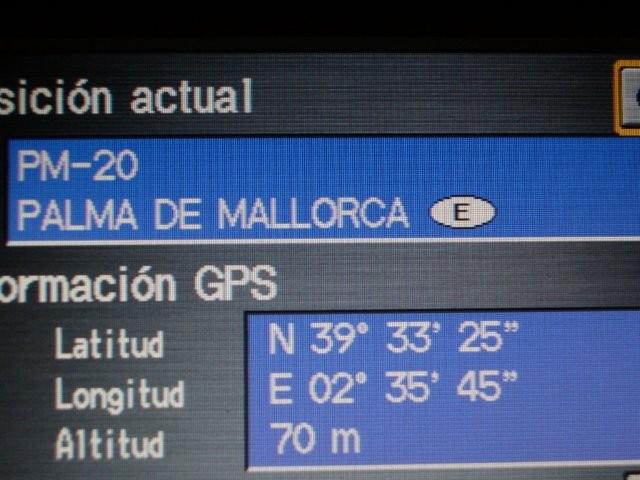 sición actual
PM-20
PALMA DE MALLORCA E
ormación GPS
Latitud N 39° 33' 25"
Longitud E 02° 35' 45"
Altitud 70 m